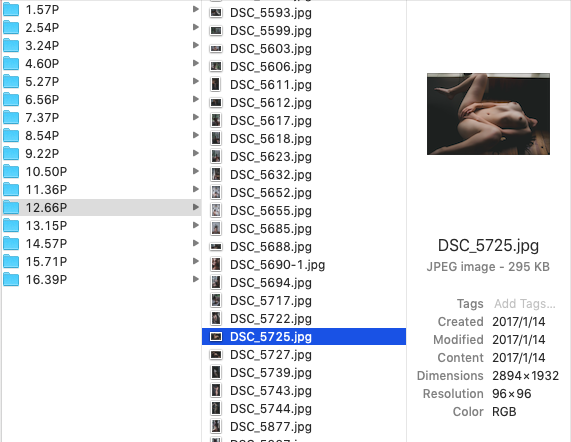 1.57P
2.54P
3.24P
4.60P
5.27P
6.56P
7.37P
8.54P
9.22P
10.50P
11.36P
12.66P
13.15P
14.57P
15.71P
16.39P
DSC_5593.jpg
DSC_5599.jpg
DSC_5603.jpg
DSC_5606.jpg
DSC_5611.jpg
DSC_5612.jpg
DSC_5617.jpg
DSC_5618.jpg
DSC_5623.jpg
DSC_5632.jpg
DSC_5652.jpg
DSC_5655.jpg
DSC_5685.jpg
DSC_5688.jpg
DSC_5690-1.jpg
DSC_5694.jpg
DSC_5717.jpg
DSC_5722.jpg
DSC_5725.jpg
DSC_5727.jpg
DSC_5739.jpg
DSC_5743.jpg
DSC_5744.jpg
DSC_5877.jpg
DSC_5725.jpg
JPEG image - 295 KB
Tags Add Tags...
Created 2017/1/14
Modified 2017/1/14
Content 2017/1/14
Dimensions 2894×1932
Resolution 96×96
Color RGB